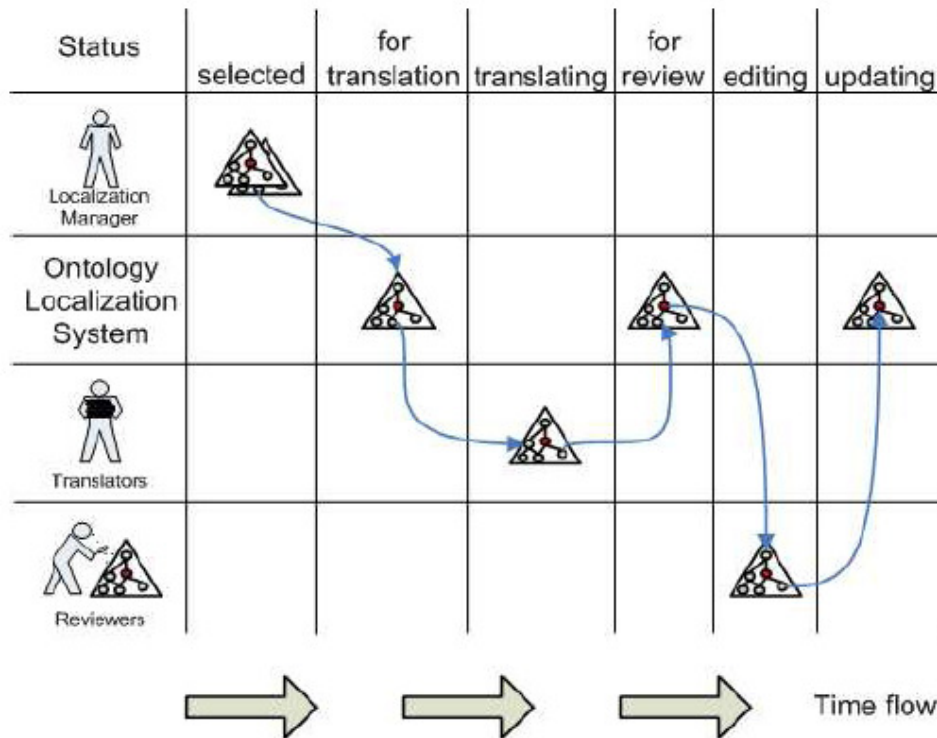 Status
selected
for
translation
translating
for
review
editing
updating
Localization
Manager
Ontology
Localization
System
Translators
Reviewers
Time flow